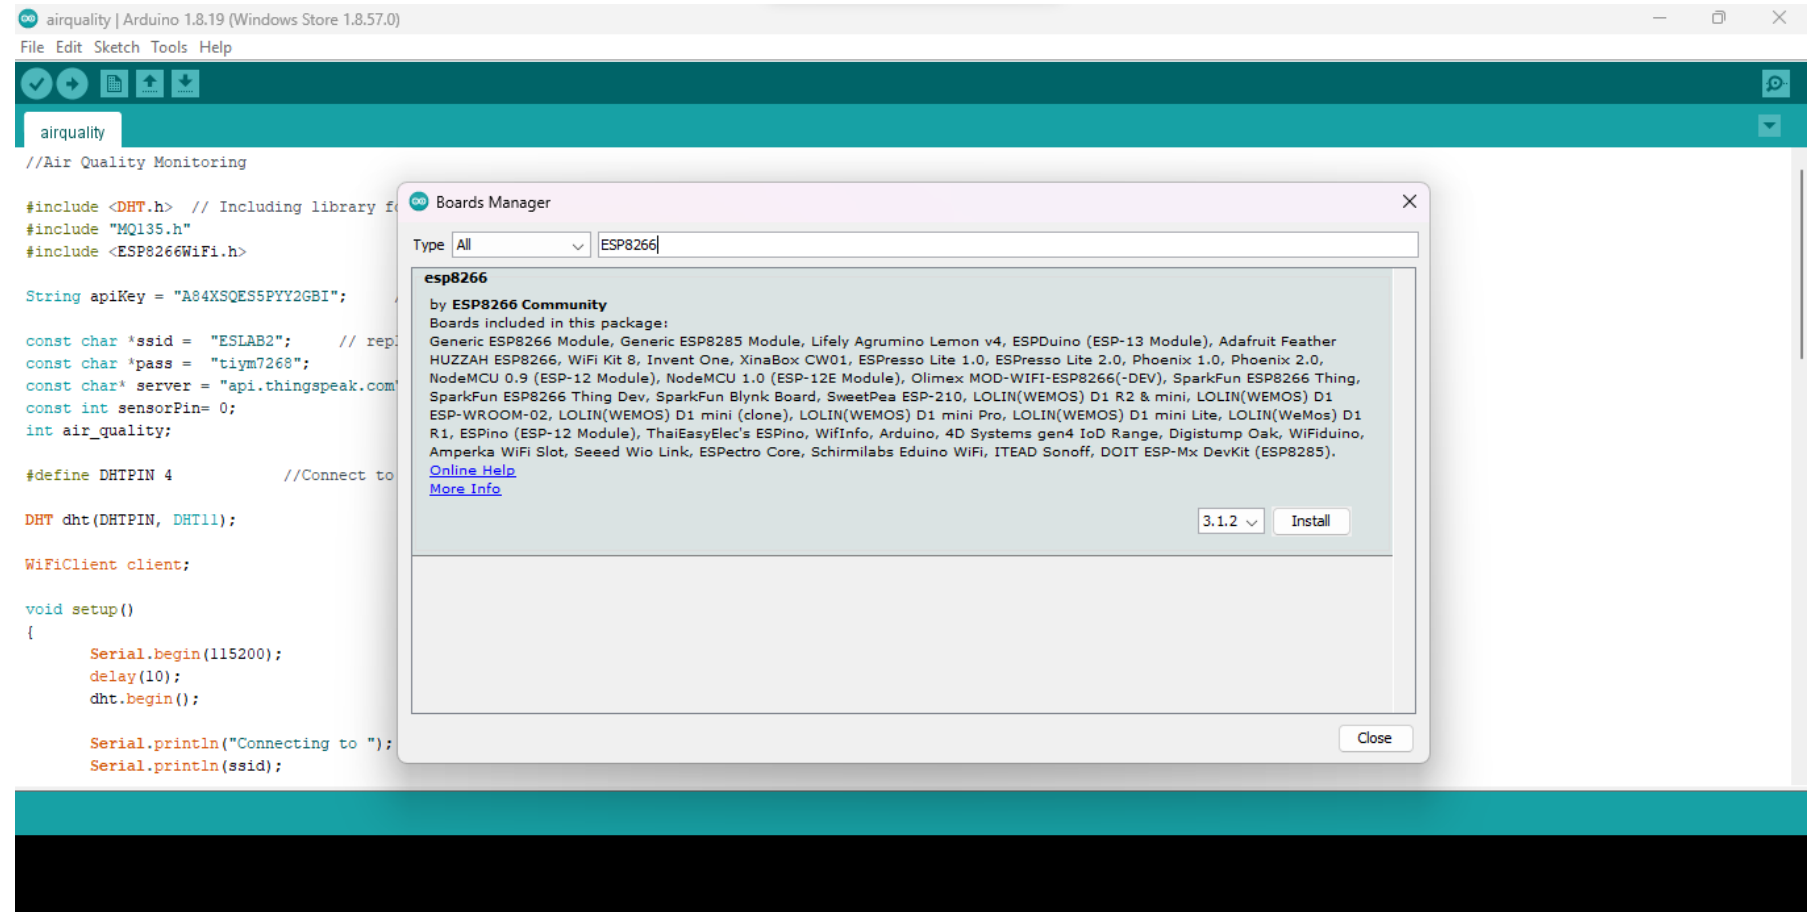 airquality | Arduino 1.8.19 (Windows Store 1.8.57.0)
File Edit Sketch Tools Help
airquality
//Air Quality Monitoring
#include <DHT.h>  // Including library
#include "MQ135.h"
#include <ESP8266WiFi.h>
String apiKey = "A84XSQES5PYY2GBI";
const char *ssid =  "ESLAB2";     //
const char *pass =  "tiym7268";
const char* server = "api.thingspeak.com"
const int sensorPin= 0;
int air_quality;
#define DHTPIN 4            //Connect to
DHT dht(DHTPIN, DHT11);
WiFiClient client;
void setup()
{
Serial.begin(115200);
delay(10);
dht.begin();
Serial.println("Connecting to ");
Serial.println(ssid);
Boards Manager
Type All ESP8266
esp8266
by ESP8266 Community
Boards included in this package:
Generic ESP8266 Module, Generic ESP8285 Module, Lifely Agrumino Lemon v4, ESPDuino (ESP-13 Module), Adafruit Feather
HUZZAH ESP8266, WiFi Kit 8, Invent One, XinaBox CW01, ESPresso Lite 1.0, ESPresso Lite 2.0, Phoenix 1.0, Phoenix 2.0,
NodeMCU 0.9 (ESP-12 Module), NodeMCU 1.0 (ESP-12E Module), Olimex MOD-WIFI-ESP8266(-DEV), SparkFun ESP8266 Thing,
SparkFun ESP8266 Thing Dev, SparkFun Blynk Board, SweetPea ESP-210, LOLIN(WEMOS) D1 R2 & mini, LOLIN(WEMOS) D1
ESP-WROOM-02, LOLIN(WEMOS) D1 mini (clone), LOLIN(WEMOS) D1 mini Pro, LOLIN(WEMOS) D1 mini Lite, LOLIN(WeMos) D1
R1, ESPino (ESP-12 Module), ThaiEasyElec's ESPino, WifInfo, Arduino, 4D Systems gen4 IoD Range, Digistump Oak, WiFiduino,
Amperka WiFi Slot, Seeed Wio Link, ESPectro Core, Schirmilabs Eduino WiFi, ITEAD Sonoff, DOIT ESP-Mx DevKit (ESP8285).
Online Help
More Info
3.1.2 Install
Close